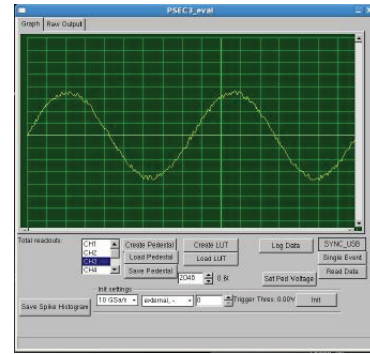 PSEC3_eval
Graph Raw Output
Total readouts:
CH1
CH2
CH3
CH4
Create Pedestal
Load Pedestal
Save Pedestal
Create LUT
Load LUT
2048
Log Data
Set Ped Voltage
SYNC_USB
Single Event
Read Data
Save Spike Histogram
Init settings
10 GSa/s
external, -
0
Trigger Thres: 0.00V
Init